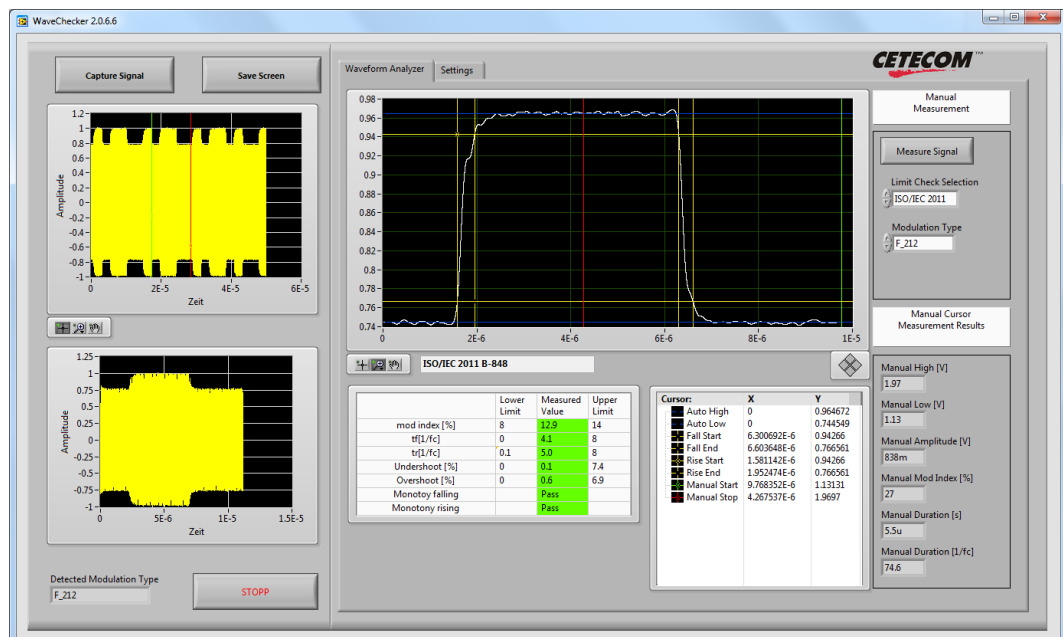 WaveChecker 2.0.6.6
Capture Signal
Save Screen
1.2
1
0.8
0.6
0.4
0.2
0
-0.2
-0.4
-0.6
-0.8
-1
Amplitude
0
2E-5
4E-5
6E-5
Zeit
1.25
1
0.5
0
-0.25
-0.5
-1
Amplitude
0
5E-6
1E-5
1.5E-5
Zeit
Detected Modulation Type
F_212
STOPP
Waveform Analyzer
Settings
CETECOM™
0.98
0.96
0.94
0.92
0.9
0.88
0.86
0.84
0.82
0.8
0.78
0.76
0.74
0
2E-6
4E-6
6E-6
8E-6
1E-5
ISO/IEC 2011 B-848
Lower Limit Measured Value Upper Limit
mod index [%] 8 12.9 14
tf[1/fc] 0 4.1 8
tr[1/fc] 0.1 5.0 8
Undershoot [%] 0 0.1 7.4
Overshoot [%] 0 0.6 6.9
Monotoy falling Pass
Monotony rising Pass
Cursor: X Y
Auto High 0 0.964672
Auto Low 0 0.744549
Fall Start 6.300692E-6 0.94266
Fall End 6.603648E-6 0.766561
Rise Start 1.581142E-6 0.94266
Rise End 1.952474E-6 0.766561
Manual Start 9.768352E-6 1.13131
Manual Stop 4.267537E-6 1.9697
Manual Measurement
Measure Signal
Limit Check Selection
ISO/IEC 2011
Modulation Type
F_212
Manual Cursor Measurement Results
Manual High [V]
1.97
Manual Low [V]
1.13
Manual Amplitude [V]
838m
Manual Mod Index [%]
27
Manual Duration [s]
5.5u
Manual Duration [1/fc]
74.6